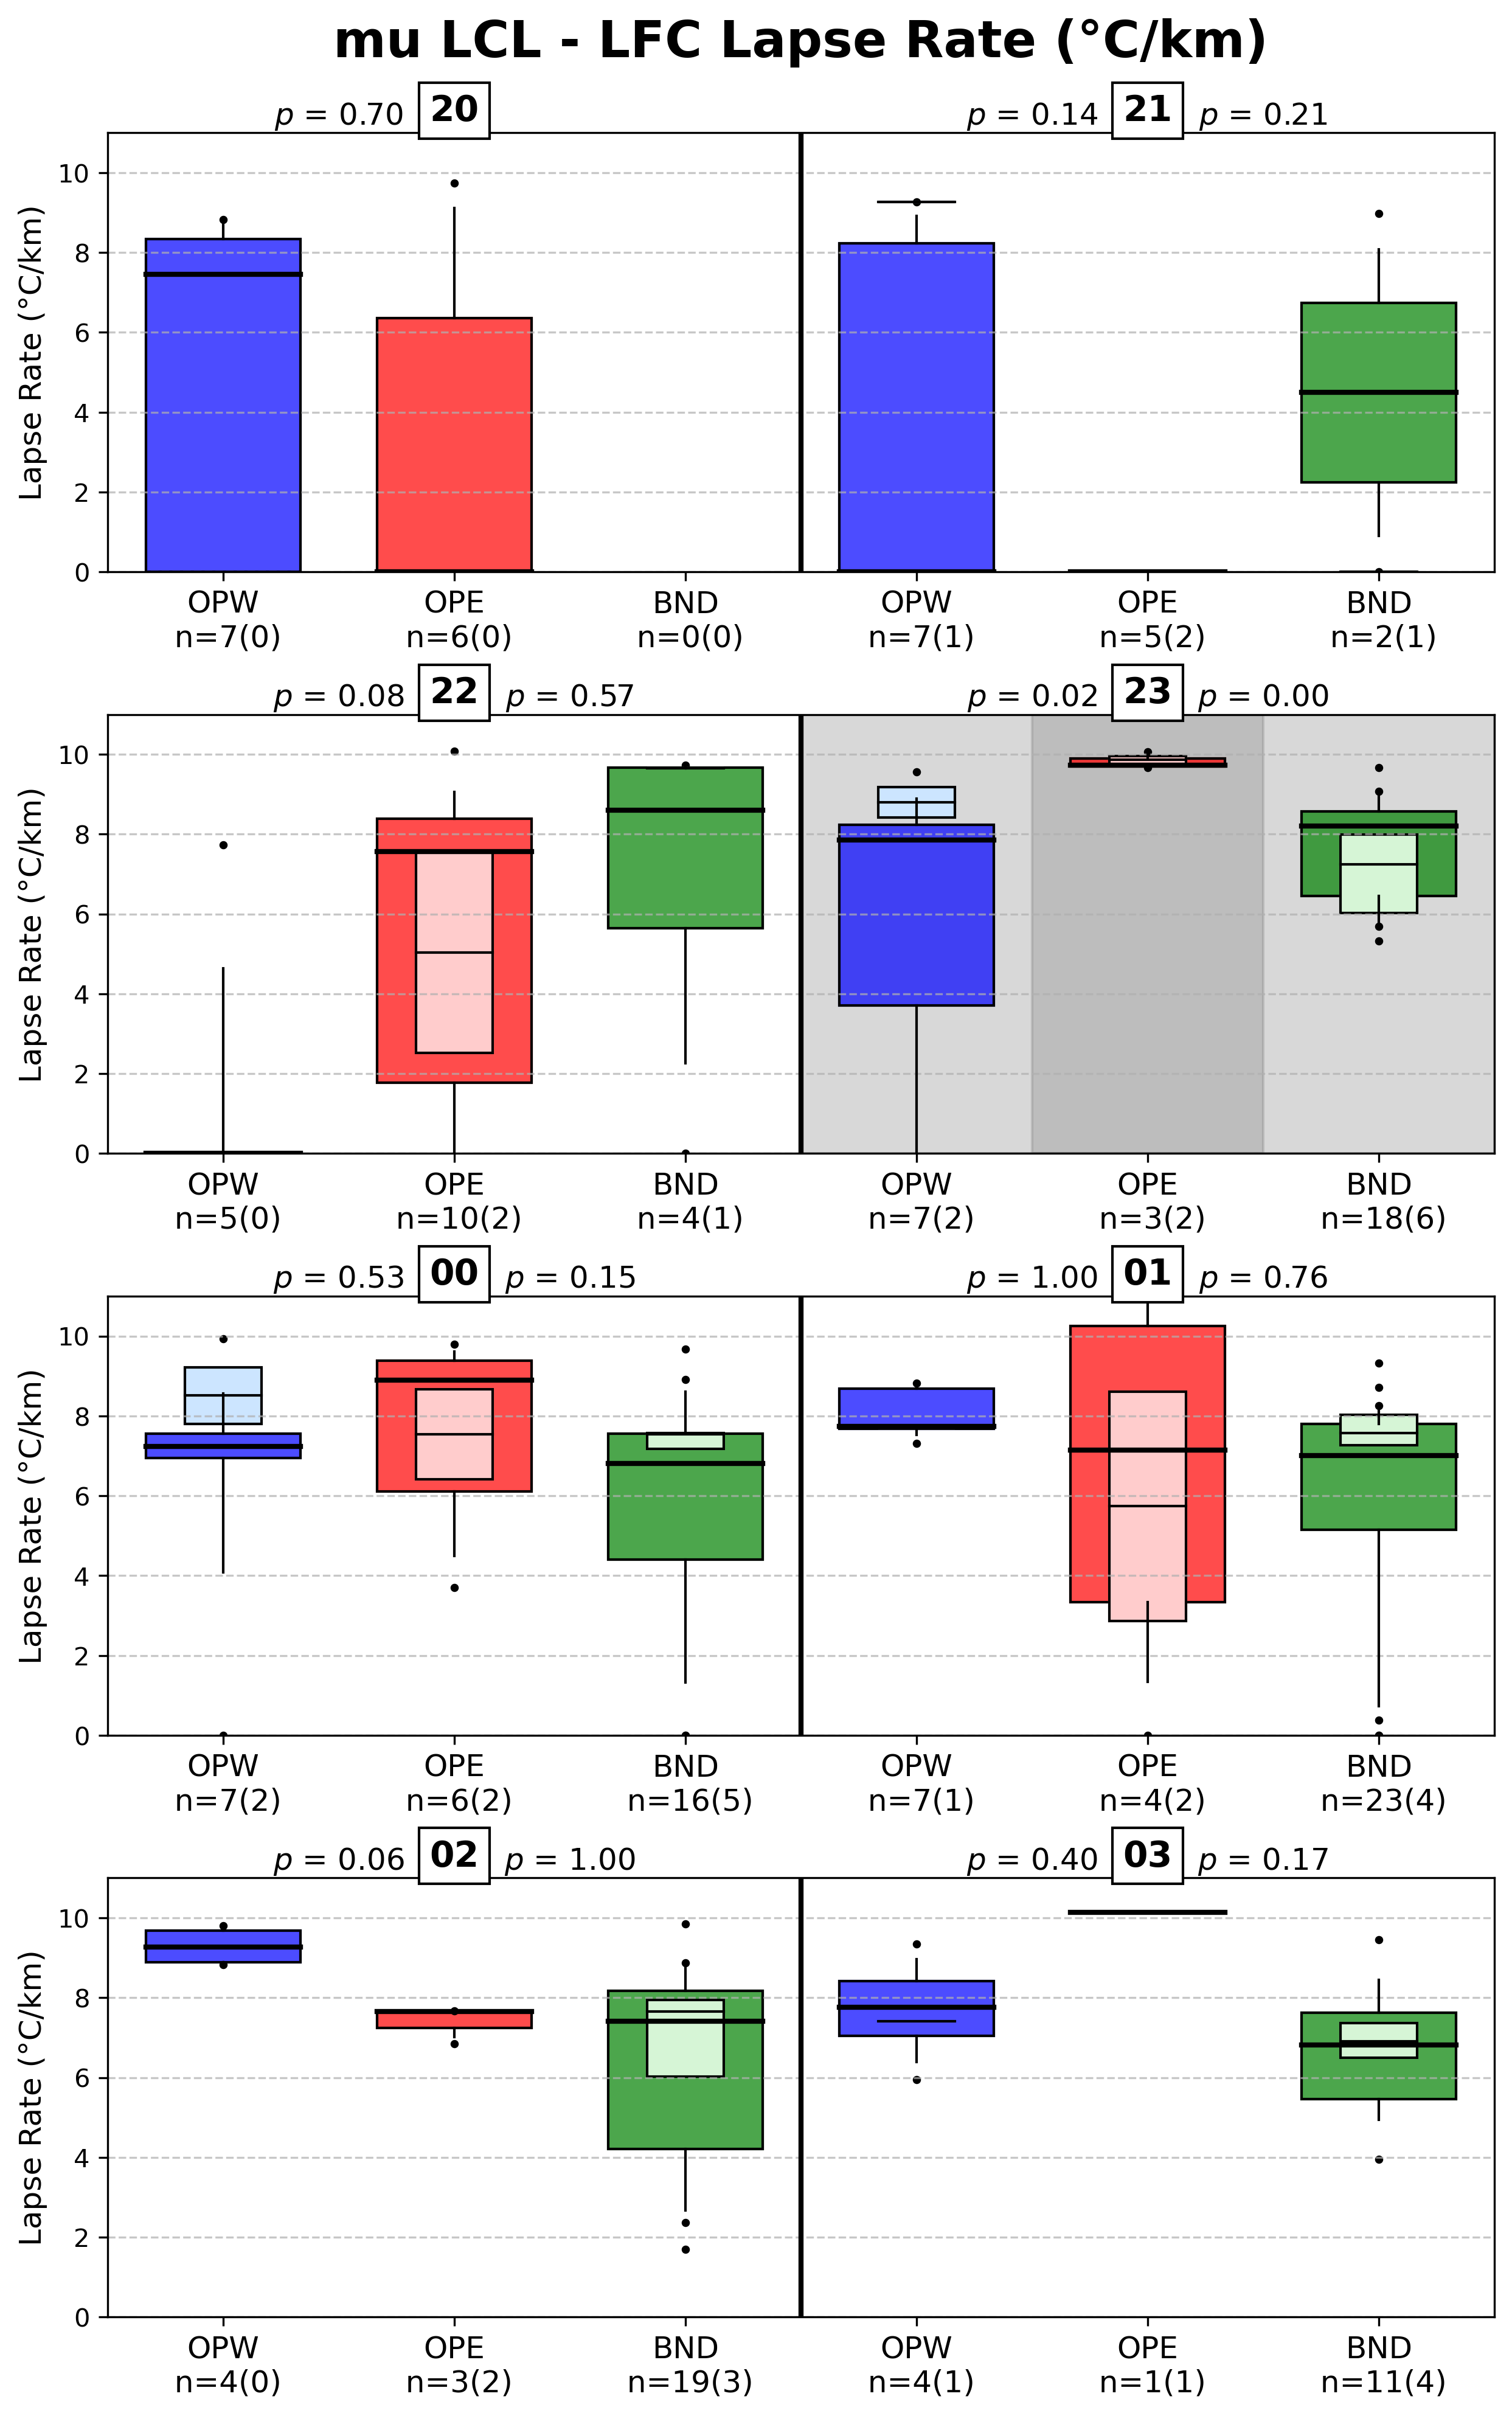 mu LCL - LFC Lapse Rate (°C/km)
p = 0.70 20
p = 0.14 21 p = 0.21
Lapse Rate (°C/km)
10
8
6
4
2
0
OPW OPE BND OPW OPE BND
n=7(0) n=6(0) n=0(0) n=7(1) n=5(2) n=2(1)
p = 0.08 22 p = 0.57
p = 0.02 23 p = 0.00
Lapse Rate (°C/km)
10
8
6
4
2
0
OPW OPE BND OPW OPE BND
n=5(0) n=10(2) n=4(1) n=7(2) n=3(2) n=18(6)
p = 0.53 00 p = 0.15
p = 1.00 01 p = 0.76
Lapse Rate (°C/km)
10
8
6
4
2
0
OPW OPE BND OPW OPE BND
n=7(2) n=6(2) n=16(5) n=7(1) n=4(2) n=23(4)
p = 0.06 02 p = 1.00
p = 0.40 03 p = 0.17
Lapse Rate (°C/km)
10
8
6
4
2
0
OPW OPE BND OPW OPE BND
n=4(0) n=3(2) n=19(3) n=4(1) n=1(1) n=11(4)